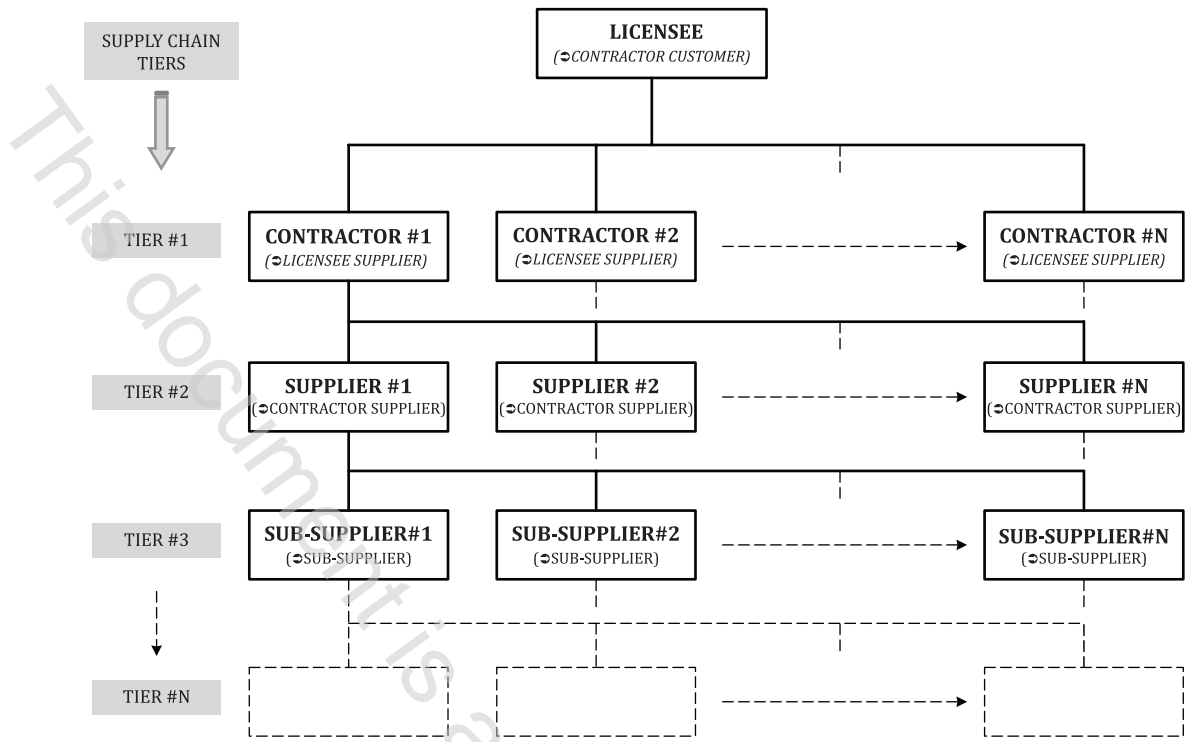 SUPPLY CHAIN
TIERS
LICENSEE
(➲CONTRACTOR CUSTOMER)
TIER #1
CONTRACTOR #1
(➲LICENSEE SUPPLIER)
CONTRACTOR #2
(➲LICENSEE SUPPLIER)
CONTRACTOR #N
(➲LICENSEE SUPPLIER)
TIER #2
SUPPLIER #1
(➲CONTRACTOR SUPPLIER)
SUPPLIER #2
(➲CONTRACTOR SUPPLIER)
SUPPLIER #N
(➲CONTRACTOR SUPPLIER)
TIER #3
SUB-SUPPLIER#1
(➲SUB-SUPPLIER)
SUB-SUPPLIER#2
(➲SUB-SUPPLIER)
SUB-SUPPLIER#N
(➲SUB-SUPPLIER)
TIER #N
This document is a